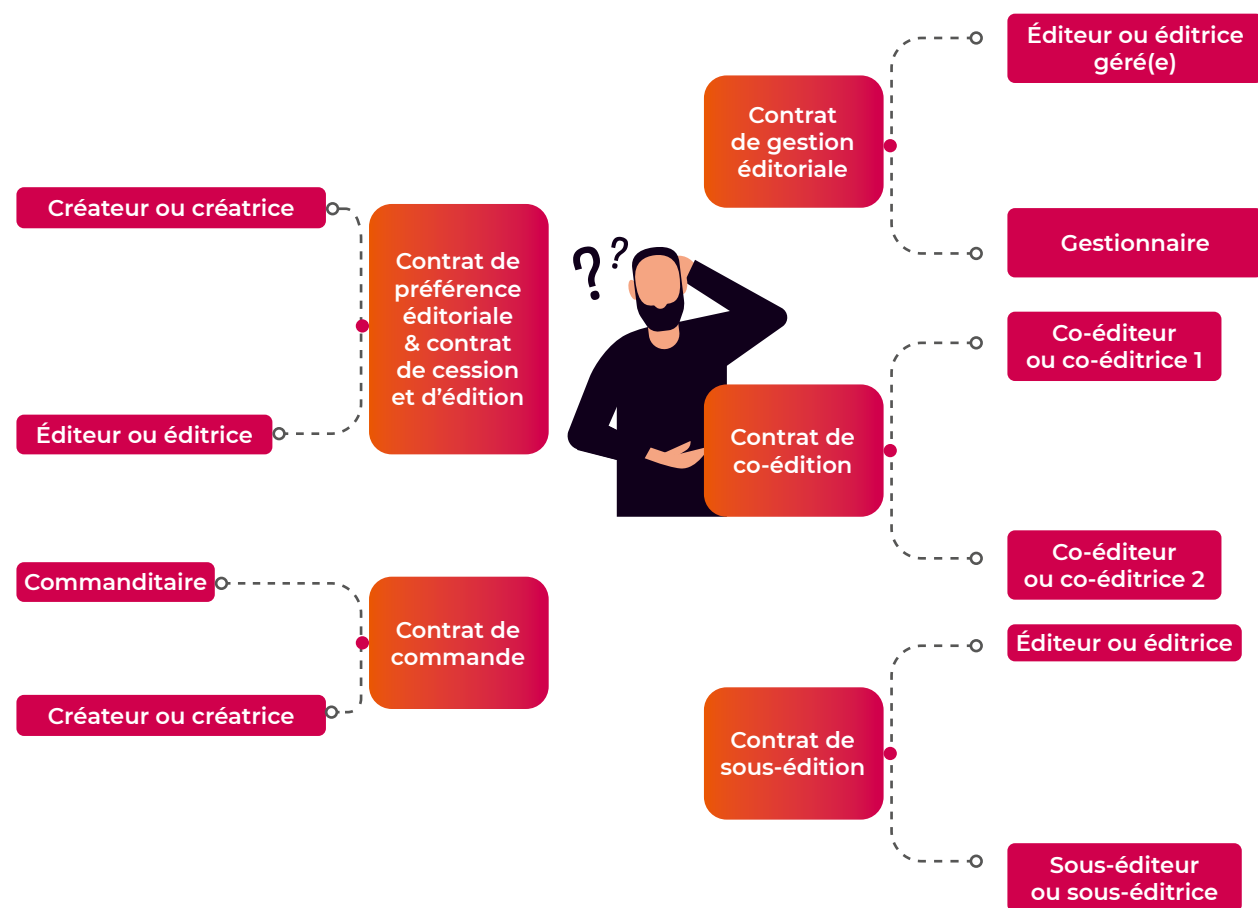 Créateur ou créatrice
Éditeur ou éditrice
Contrat de
préférence
éditoriale
& contrat
de cession
et d’édition
Commanditaire
Créateur ou créatrice
Contrat de
commande
? ?
Contrat
de gestion
éditoriale
Éditeur ou éditrice
géré(e)
Gestionnaire
Contrat de
co-édition
Co-éditeur
ou co-éditrice 1
Co-éditeur
ou co-éditrice 2
Contrat de
sous-édition
Éditeur ou éditrice
Sous-éditeur
ou sous-éditrice